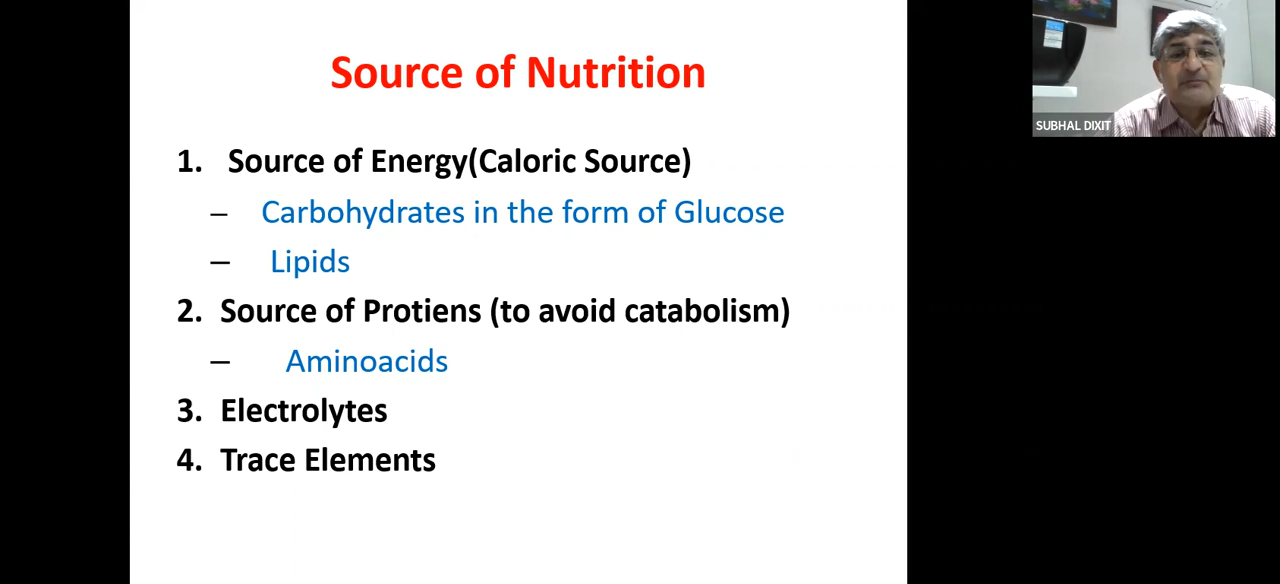 Source of Nutrition
1. Source of Energy(Caloric Source)
– Carbohydrates in the form of Glucose
– Lipids
2. Source of Protiens (to avoid catabolism)
– Aminoacids
3. Electrolytes
4. Trace Elements
SUBHAL DIXIT